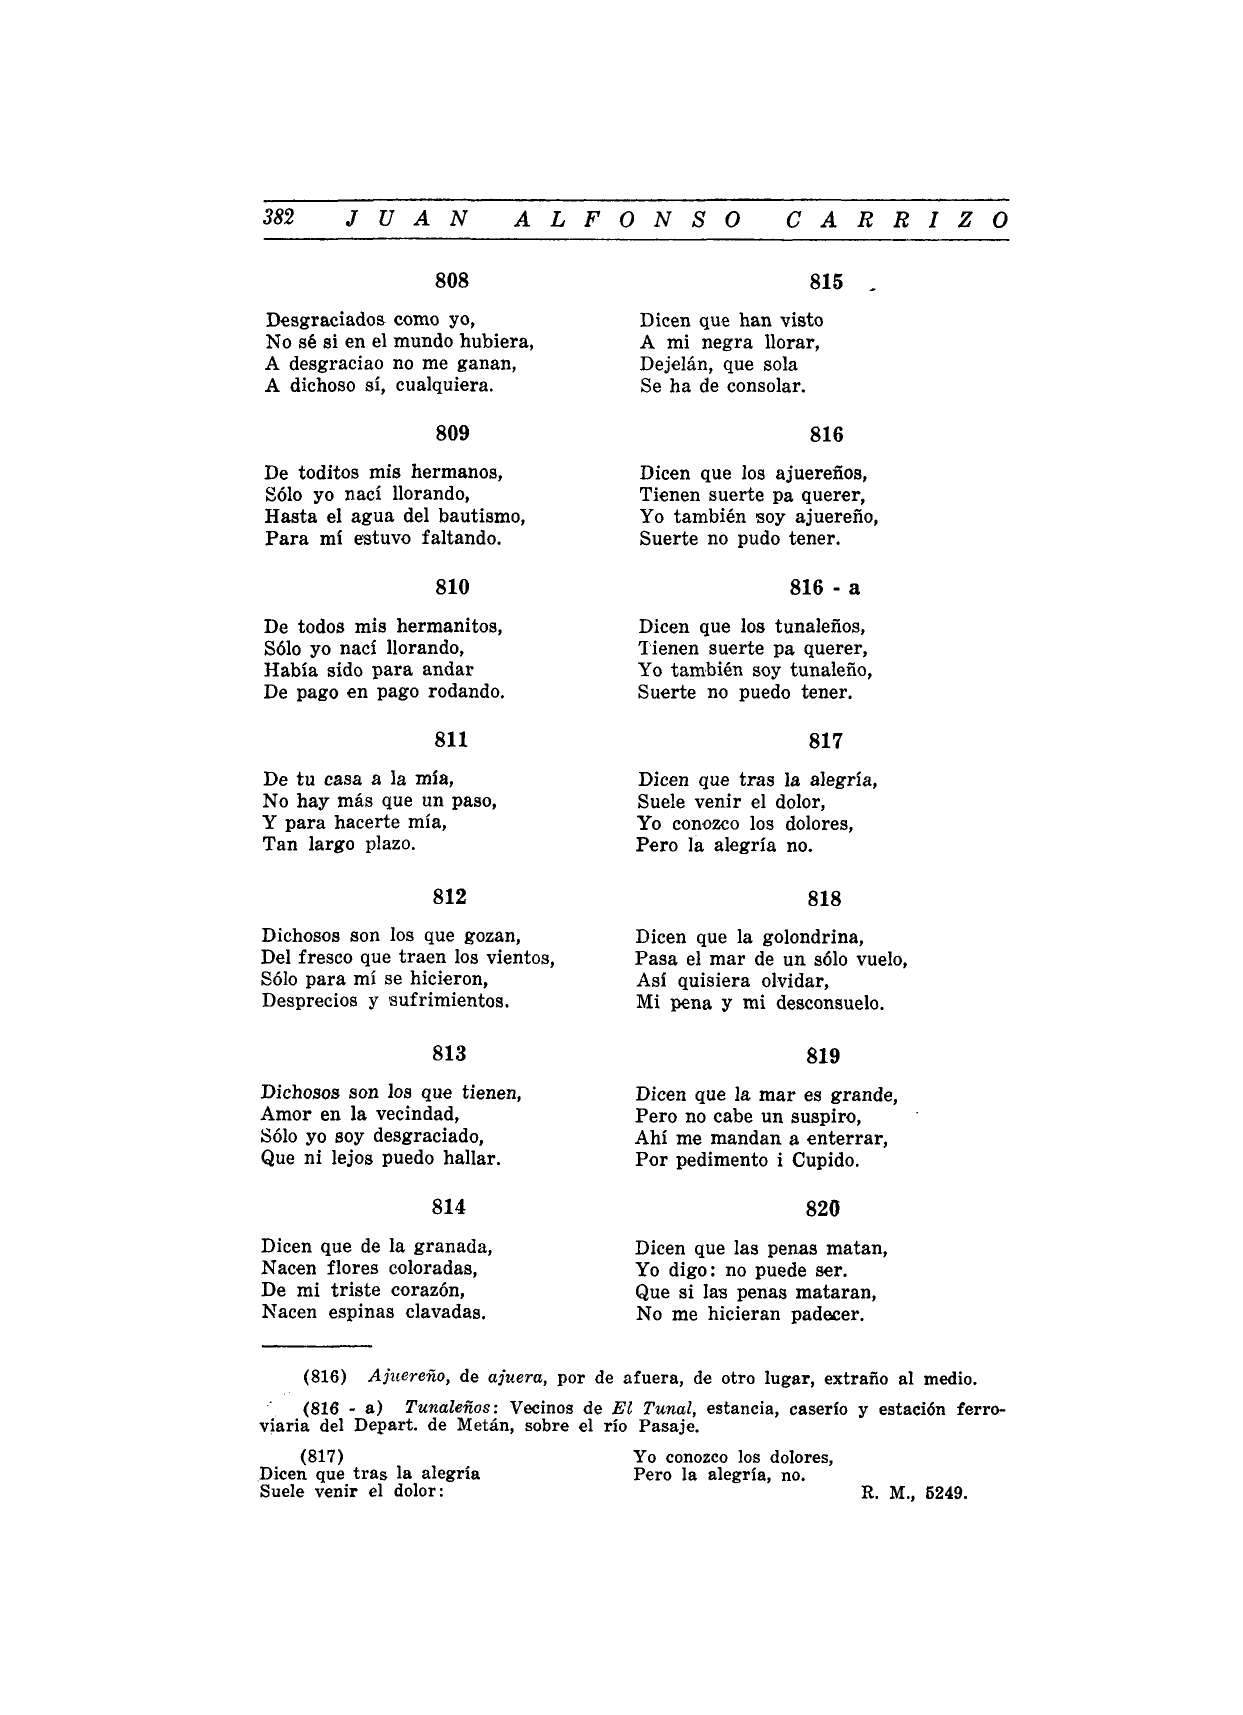 382 JUAN ALFONSO CARRIZO
808
Desgraciados como yo,
No sé si en el mundo hubiera,
A desgraciao no me ganan,
A dichoso sí, cualquiera.
809
De toditos mis hermanos,
Sólo yo nací llorando,
Hasta el agua del bautismo,
Para mí estuvo faltando.
810
De todos mis hermanitos,
Sólo yo nací llorando,
Había sido para andar
De pago en pago rodando.
811
De tu casa a la mía,
No hay más que un paso,
Y para hacerte mía,
Tan largo plazo.
812
Dichosos son los que gozan,
Del fresco que traen los vientos,
Sólo para mí se hicieron,
Desprecios y sufrimientos.
813
Dichosos son los que tienen,
Amor en la vecindad,
Sólo yo soy desgraciado,
Que ni lejos puedo hallar.
814
Dicen que de la granada,
Nacen flores coloradas,
De mi triste corazón,
Nacen espinas clavadas.
815
Dicen que han visto
A mi negra llorar,
Dejelán, que sola
Se ha de consolar.
816
Dicen que los ajuereños,
Tienen suerte pa querer,
Yo también soy ajuereño,
Suerte no pudo tener.
816 - a
Dicen que los tunaleños,
Tienen suerte pa querer,
Yo también soy tunaleño,
Suerte no puedo tener.
817
Dicen que tras la alegría,
Suele venir el dolor,
Yo conozco los dolores,
Pero la alegría no.
818
Dicen que la golondrina,
Pasa el mar de un sólo vuelo,
Así quisiera olvidar,
Mi pena y mi desconsuelo.
819
Dicen que la mar es grande,
Pero no cabe un suspiro,
Ahí me mandan a enterrar,
Por pedimento i Cupido.
820
Dicen que las penas matan,
Yo digo: no puede ser.
Que si las penas mataran,
No me hicieran padecer.
(816) Ajuereño, de ajuera, por de afuera, de otro lugar, extraño al medio.
(816 - a) Tunaleños: Vecinos de El Tunal, estancia, caserío y estación ferro-
viaria del Depart. de Metán, sobre el río Pasaje.
(817)
Dicen que tras la alegría
Suele venir el dolor:
Yo conozco los dolores,
Pero la alegría, no.
R. M., 5249.